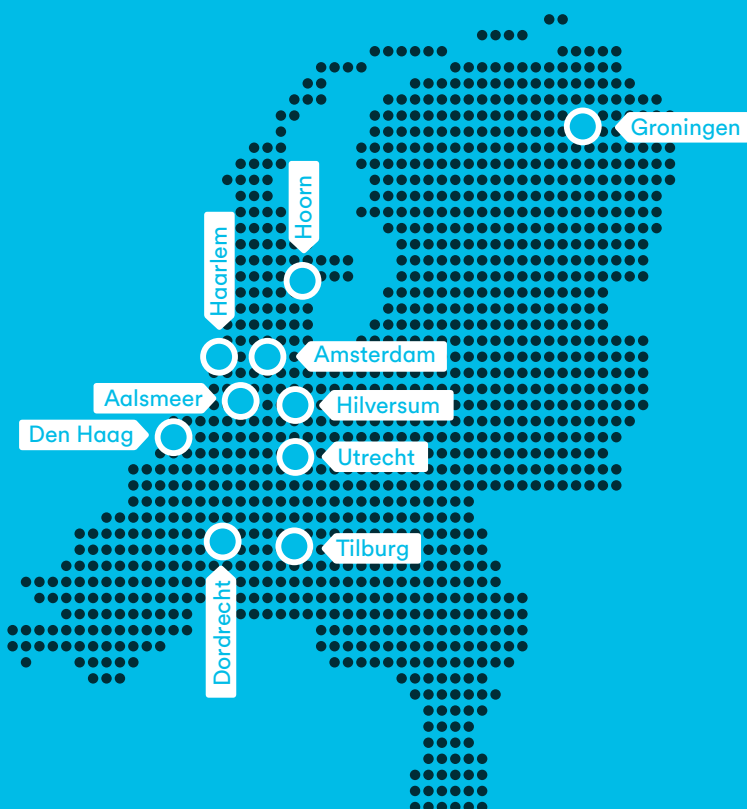 Groningen
Hoorn
Haarlem
Amsterdam
Aalsmeer
Hilversum
Den Haag
Utrecht
Tilburg
Dordrecht